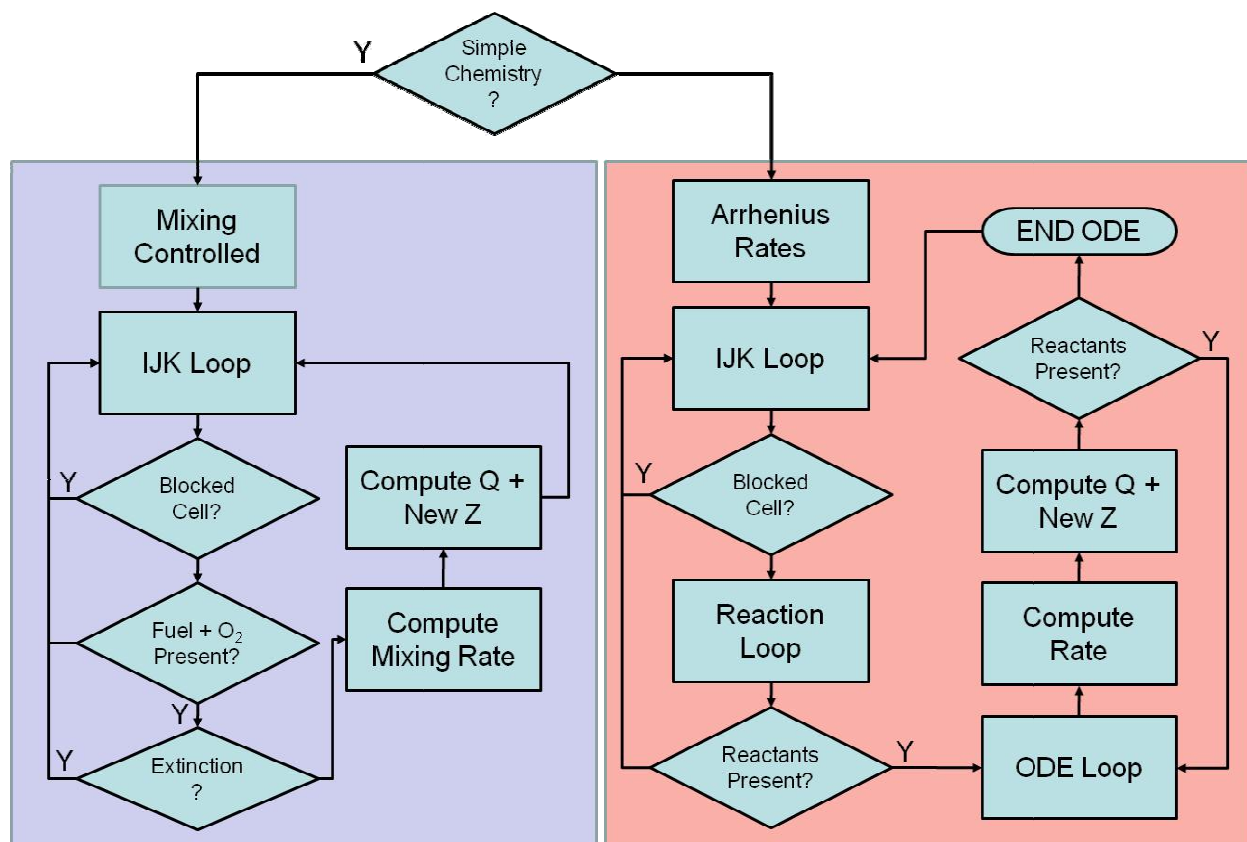 Y
Simple
Chemistry
?
Mixing
Controlled
IJK Loop
Y
Blocked
Cell?
Fuel + O₂
Present?
Y
Y
Extinction
?
Compute Q +
New Z
Compute
Mixing Rate
Arrhenius
Rates
IJK Loop
Y
Blocked
Cell?
Reaction
Loop
Reactants
Present?
Y
END ODE
Reactants
Present?
Y
Compute Q +
New Z
Compute
Rate
ODE Loop